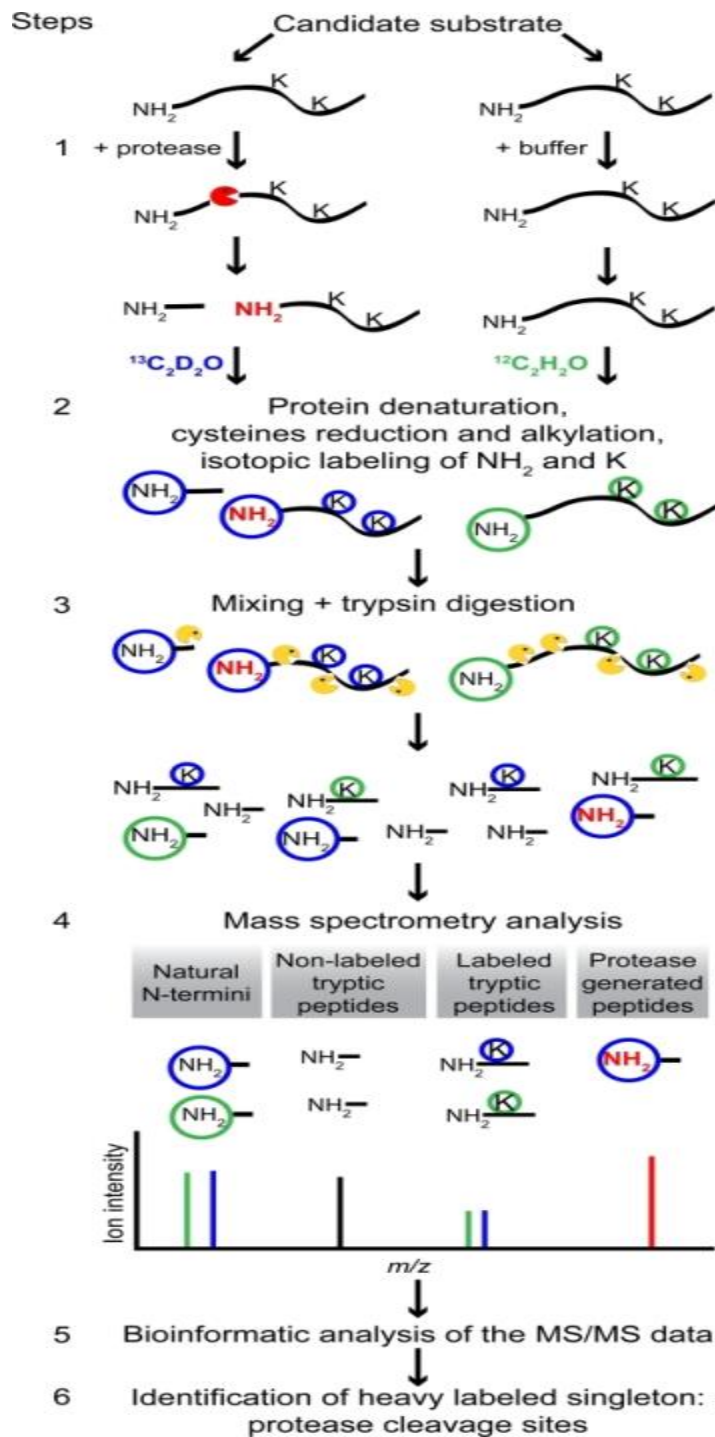 Steps
Candidate substrate
K K
NH2 K NH2 K
1 + protease + buffer
K K
NH2 K NH2 K
NH2 NH2 K K NH2 K K
¹³C₂D₂O ¹²C₂H₂O
2 Protein denaturation,
cysteines reduction and alkylation,
isotopic labeling of NH₂ and K
NH₂ NH₂ K K NH₂ K K
3 Mixing + trypsin digestion
NH₂ NH₂ K K NH₂ K K
K K K K
NH₂ NH₂ NH₂ NH₂ NH₂
NH₂ NH₂ NH₂ NH₂ NH₂
4 Mass spectrometry analysis
Natural Non-labeled Labeled Protease
N-termini tryptic tryptic generated
peptides peptides peptides
NH₂ NH₂ NH₂ K NH₂
NH₂ NH₂ NH₂ K
Ion intensity
m/z
5 Bioinformatic analysis of the MS/MS data
6 Identification of heavy labeled singleton:
protease cleavage sites